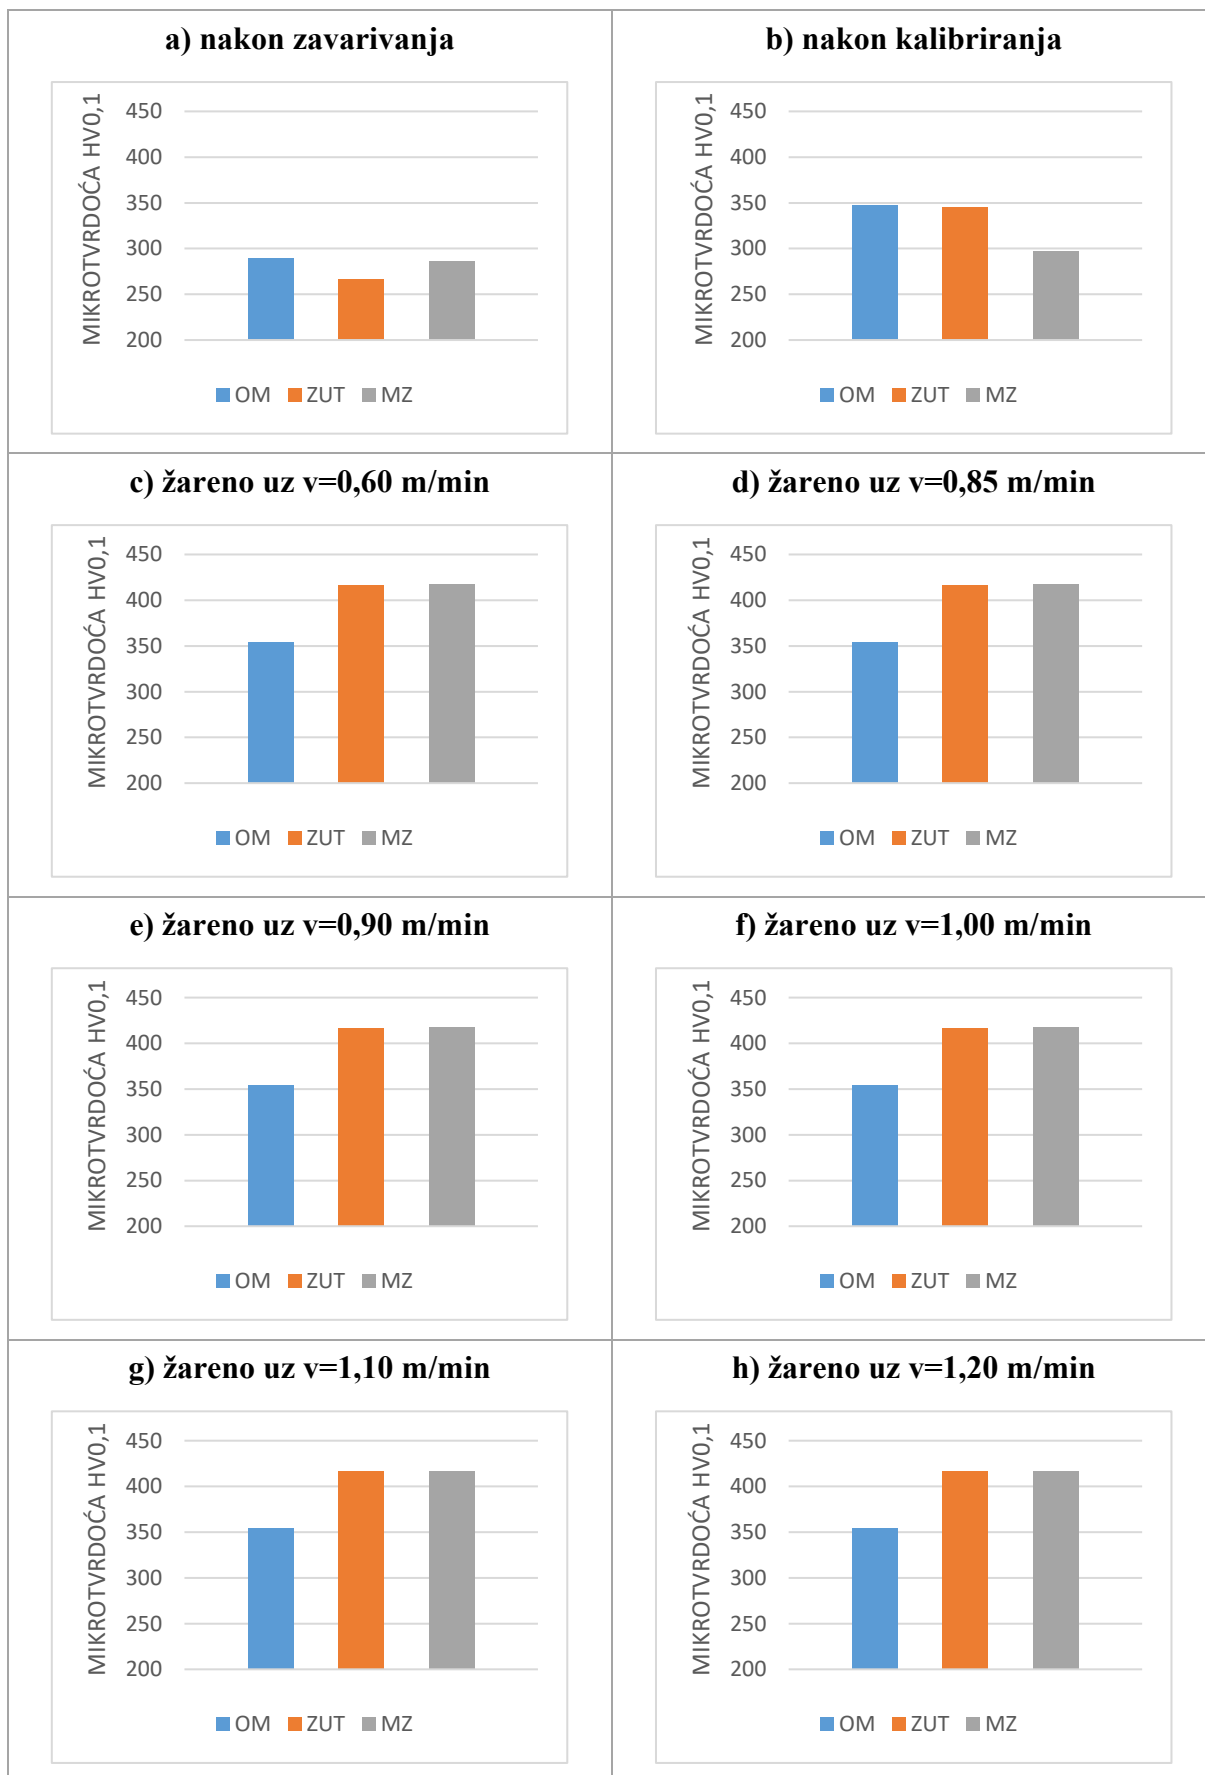 a) nakon zavarivanja
MIKROTVRDOĆA HV0,1
450
400
350
300
250
200
OM ZUT MZ
b) nakon kalibriranja
MIKROTVRDOĆA HV0,1
450
400
350
300
250
200
OM ZUT MZ
c) žareno uz v=0,60 m/min
MIKROTVRDOĆA HV0,1
450
400
350
300
250
200
OM ZUT MZ
d) žareno uz v=0,85 m/min
MIKROTVRDOĆA HV0,1
450
400
350
300
250
200
OM ZUT MZ
e) žareno uz v=0,90 m/min
MIKROTVRDOĆA HV0,1
450
400
350
300
250
200
OM ZUT MZ
f) žareno uz v=1,00 m/min
MIKROTVRDOĆA HV0,1
450
400
350
300
250
200
OM ZUT MZ
g) žareno uz v=1,10 m/min
MIKROTVRDOĆA HV0,1
450
400
350
300
250
200
OM ZUT MZ
h) žareno uz v=1,20 m/min
MIKROTVRDOĆA HV0,1
450
400
350
300
250
200
OM ZUT MZ